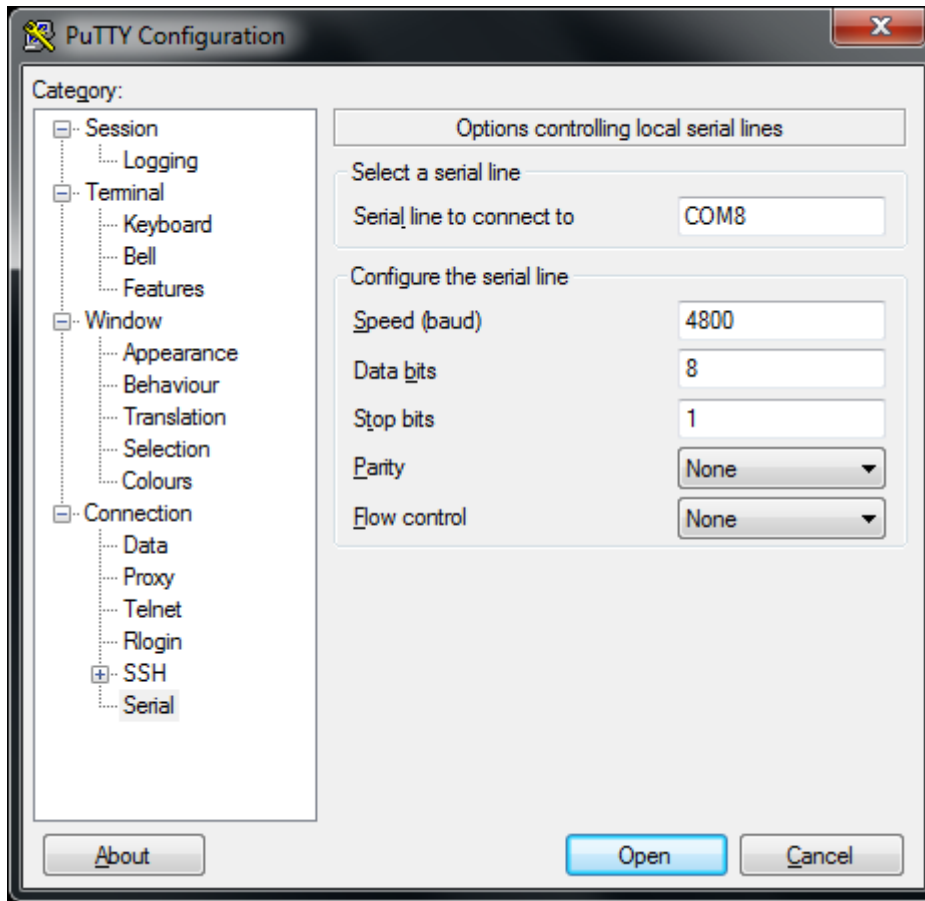 PuTTY Configuration
Category:
Session
Logging
Terminal
Keyboard
Bell
Features
Window
Appearance
Behaviour
Translation
Selection
Colours
Connection
Data
Proxy
Telnet
Rlogin
SSH
Serial
Options controlling local serial lines
Select a serial line
Serial line to connect to COM8
Configure the serial line
Speed (baud) 4800
Data bits 8
Stop bits 1
Parity None
Flow control None
About Open Cancel